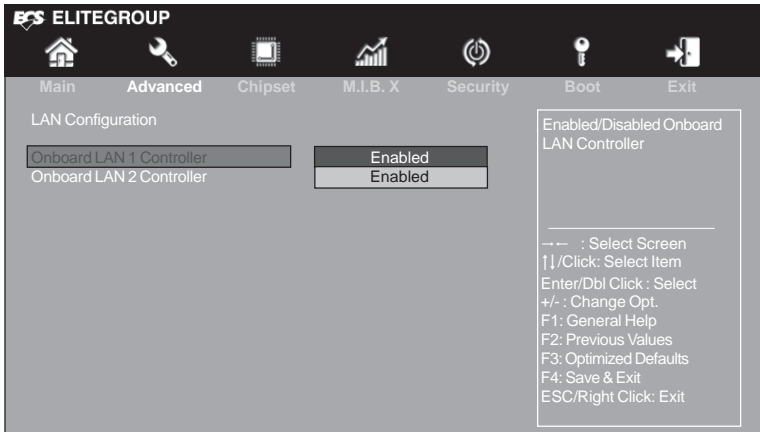 ECS ELITEGROUP
Main Advanced Chipset M.I.B. X Security Boot Exit
LAN Configuration
Onboard LAN 1 Controller Enabled
Onboard LAN 2 Controller Enabled
Enabled/Disabled Onboard
LAN Controller
→← : Select Screen
↑↓/Click: Select Item
Enter/Dbl Click : Select
+/- : Change Opt.
F1: General Help
F2: Previous Values
F3: Optimized Defaults
F4: Save & Exit
ESC/Right Click: Exit